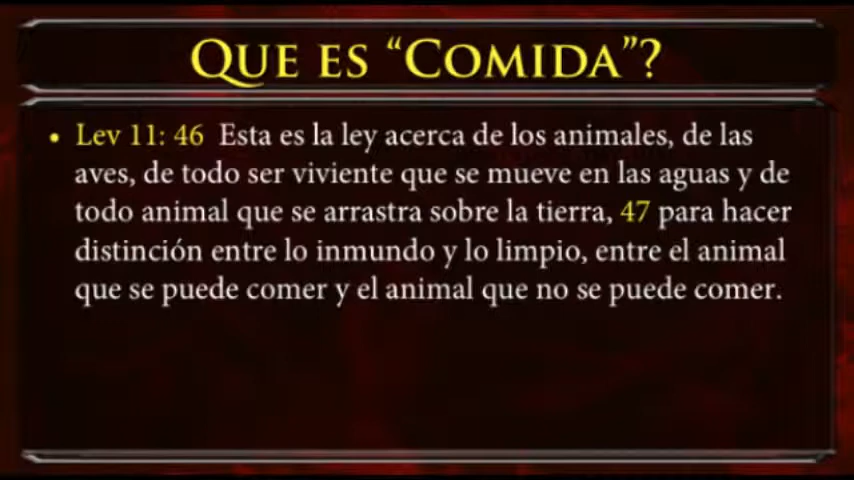 QUE ES “COMIDA”?
• Lev 11: 46 Esta es la ley acerca de los animales, de las
aves, de todo ser viviente que se mueve en las aguas y de
todo animal que se arrastra sobre la tierra, 47 para hacer
distinción entre lo inmundo y lo limpio, entre el animal
que se puede comer y el animal que no se puede comer.